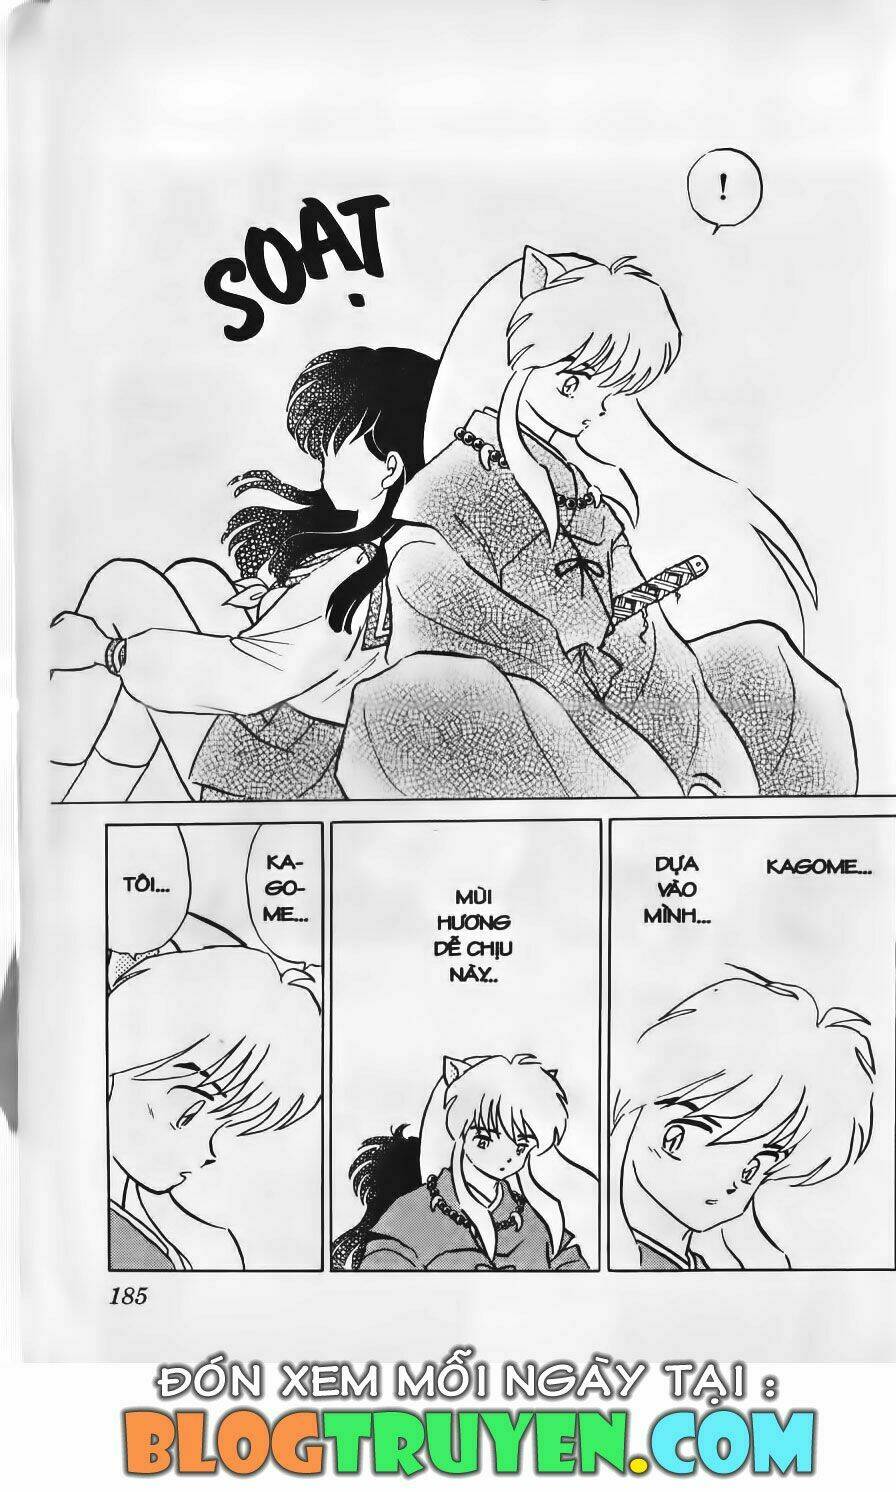 !
SOẠT
KAGOME...
DỰA
VÀO
MÌNH...
MÙI
HƯƠNG
DỄ CHỊU
NÀY...
KA-
GO-
ME...
TÔI...
185
ĐÓN XEM MỖI NGÀY TẠI :
BLOGTRUYEN.COM